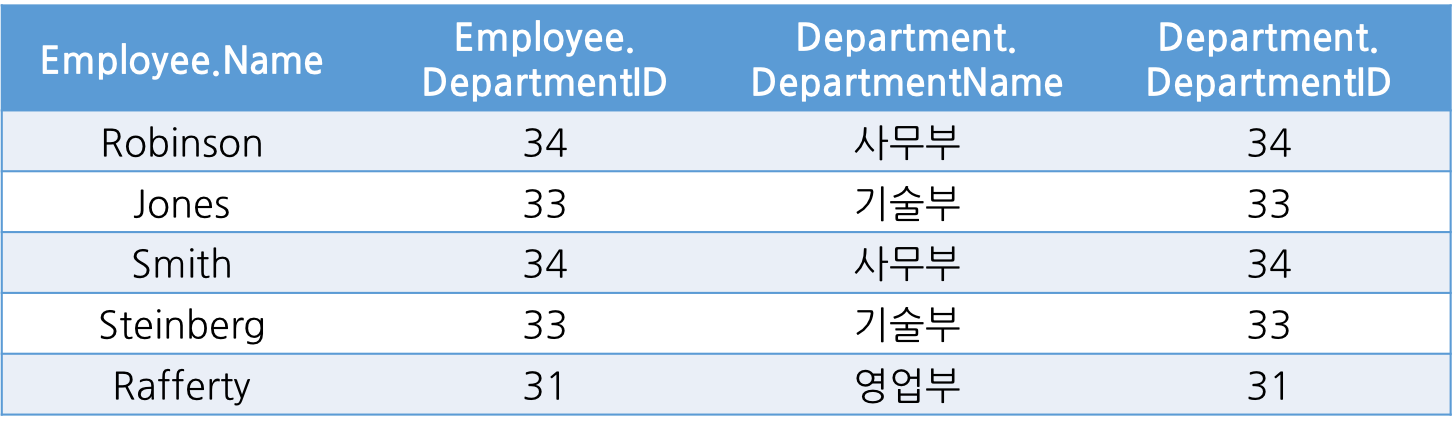 Employee.Name Employee. DepartmentID Department. DepartmentName Department. DepartmentID
Robinson 34 사무부 34
Jones 33 기술부 33
Smith 34 사무부 34
Steinberg 33 기술부 33
Rafferty 31 영업부 31